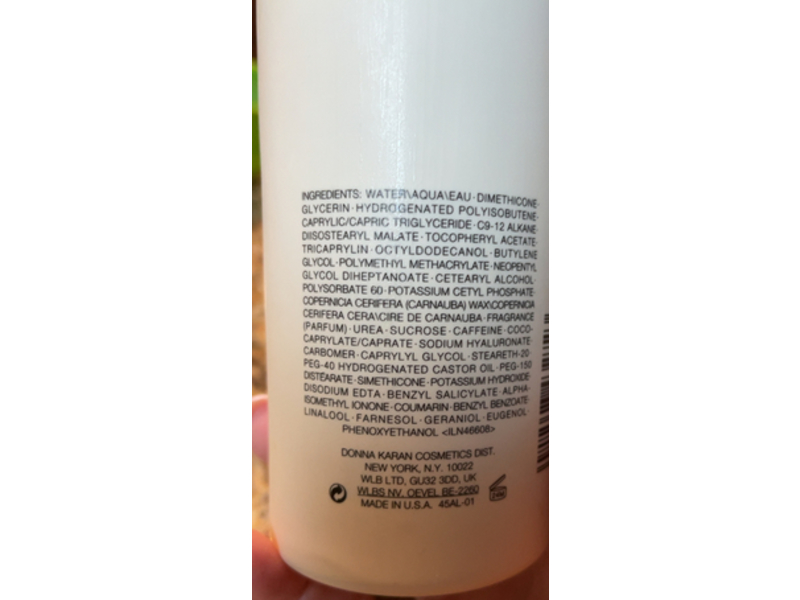 INGREDIENTS: WATER\AQUA\EAU · DIMETHICONE ·
GLYCERIN · HYDROGENATED POLYISOBUTENE ·
CAPRYLIC/CAPRIC TRIGLYCERIDE · C9-12 ALKANE ·
DIISOSTEARYL MALATE · TOCOPHERYL ACETATE ·
TRICAPRYLIN · OCTYLDODECANOL · BUTYLENE
GLYCOL · POLYMETHYL METHACRYLATE · NEOPENTYL
GLYCOL DIHEPTANOATE · CETEARYL ALCOHOL ·
POLYSORBATE 60 · POTASSIUM CETYL PHOSPHATE ·
COPERNICIA CERIFERA (CARNAUBA) WAX\COPERNICIA
CERIFERA CERA\CIRE DE CARNAUBA · FRAGRANCE
(PARFUM) · UREA · SUCROSE · CAFFEINE · COCO-
CAPRYLATE/CAPRATE · SODIUM HYALURONATE ·
CARBOMER · CAPRYLYL GLYCOL · STEARETH-20 ·
PEG-40 HYDROGENATED CASTOR OIL · PEG-150
DISTEARATE · SIMETHICONE · POTASSIUM HYDROXIDE
DISODIUM EDTA · BENZYL SALICYLATE · ALPHA-
ISOMETHYL IONONE · COUMARIN · BENZYL BENZOATE ·
LINALOOL · FARNESOL · GERANIOL · EUGENOL ·
PHENOXYETHANOL <ILN46608>
DONNA KARAN COSMETICS DIST.
NEW YORK, N.Y. 10022
WLB LTD, GU32 3DD, UK
WLBS NV. OEVEL BE-2260
MADE IN U.S.A. 45AL-01